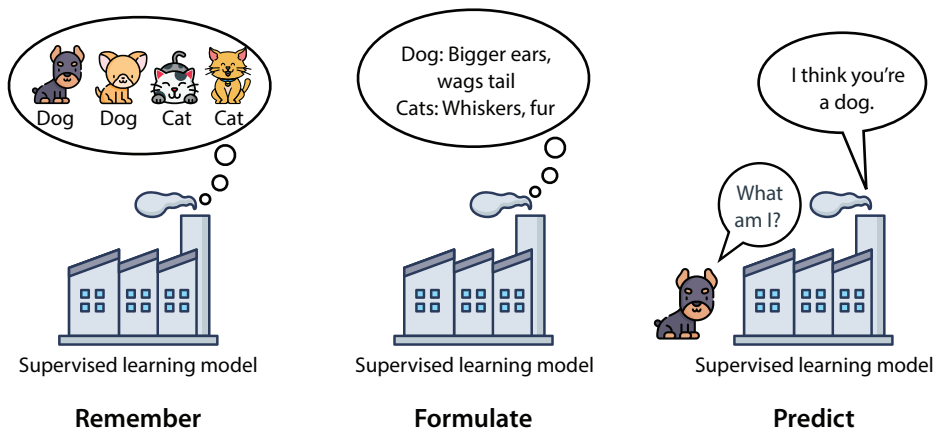 Dog Dog Cat Cat
Supervised learning model
Remember
Dog: Bigger ears,
wags tail
Cats: Whiskers, fur
Supervised learning model
Formulate
I think you're
a dog.
What
am I?
Supervised learning model
Predict